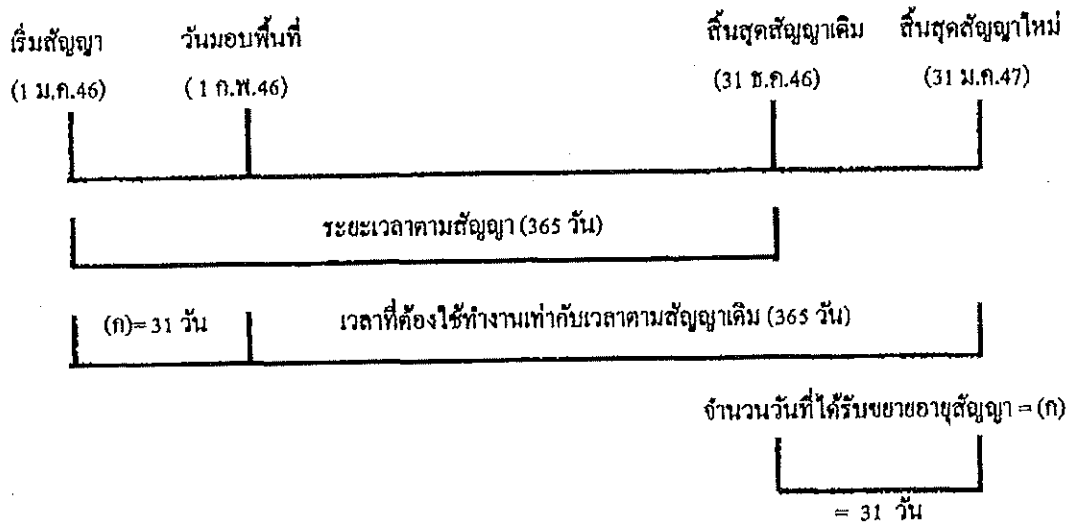 เริ่มสัญญา วันมอบพื้นที่ สิ้นสุดสัญญาเดิม สิ้นสุดสัญญาใหม่
(1 ม.ค.46) ( 1 ก.พ.46) (31 ธ.ค.46) (31 ม.ค.47)
ระยะเวลาตามสัญญา (365 วัน)
(ก)= 31 วัน เวลาที่ต้องใช้ทำงานเท่ากับเวลาตามสัญญาเดิม (365 วัน)
จำนวนวันที่ได้รับขยายอายุสัญญา = (ก)
= 31 วัน